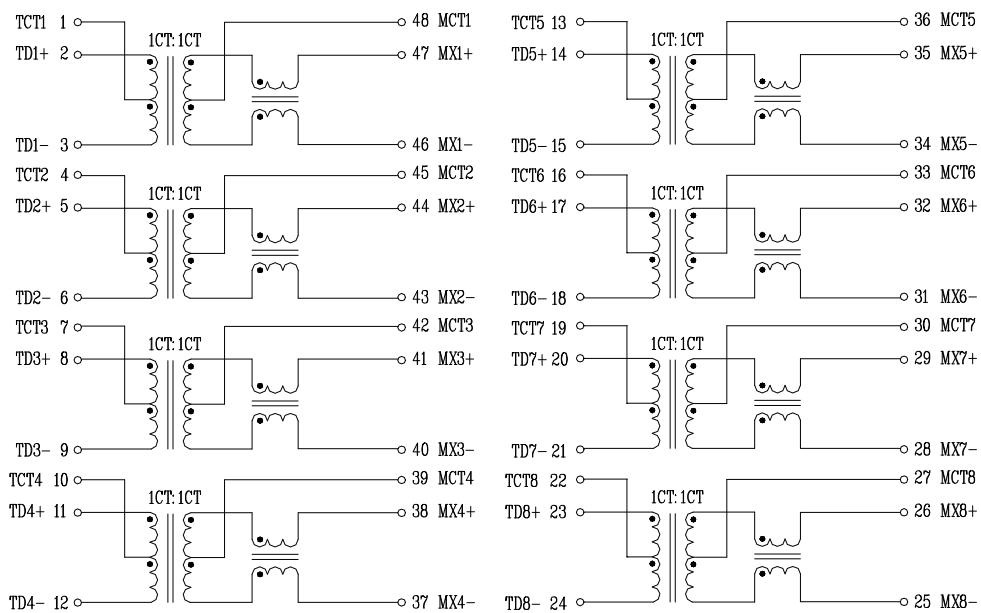 TCT1 1 48 MCT1 TCT5 13 36 MCT5
1CT:1CT 1CT:1CT
TD1+ 2 47 MX1+ TD5+ 14 35 MX5+
TD1- 3 46 MX1- TD5- 15 34 MX5-
TCT2 4 45 MCT2 TCT6 16 33 MCT6
1CT:1CT 1CT:1CT
TD2+ 5 44 MX2+ TD6+ 17 32 MX6+
TD2- 6 43 MX2- TD6- 18 31 MX6-
TCT3 7 42 MCT3 TCT7 19 30 MCT7
1CT:1CT 1CT:1CT
TD3+ 8 41 MX3+ TD7+ 20 29 MX7+
TD3- 9 40 MX3- TD7- 21 28 MX7-
TCT4 10 39 MCT4 TCT8 22 27 MCT8
1CT:1CT 1CT:1CT
TD4+ 11 38 MX4+ TD8+ 23 26 MX8+
TD4- 12 37 MX4- TD8- 24 25 MX8-